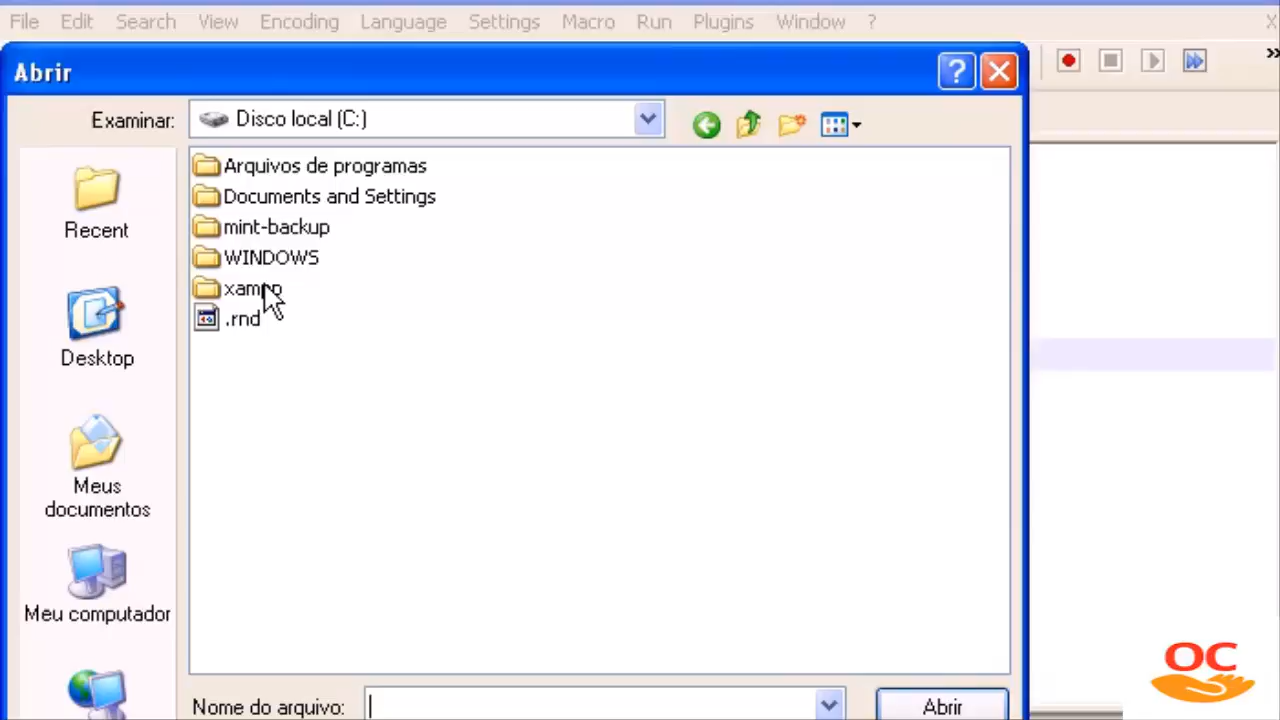 File Edit Search View Encoding Language Settings Macro Run Plugins Window ? X
Abrir
Examinar: Disco local (C:)
Arquivos de programas
Documents and Settings
mint-backup
WINDOWS
.rnd
Recent
Desktop
Meus
documentos
Meu computador
Nome do arquivo:
Abrir
OC